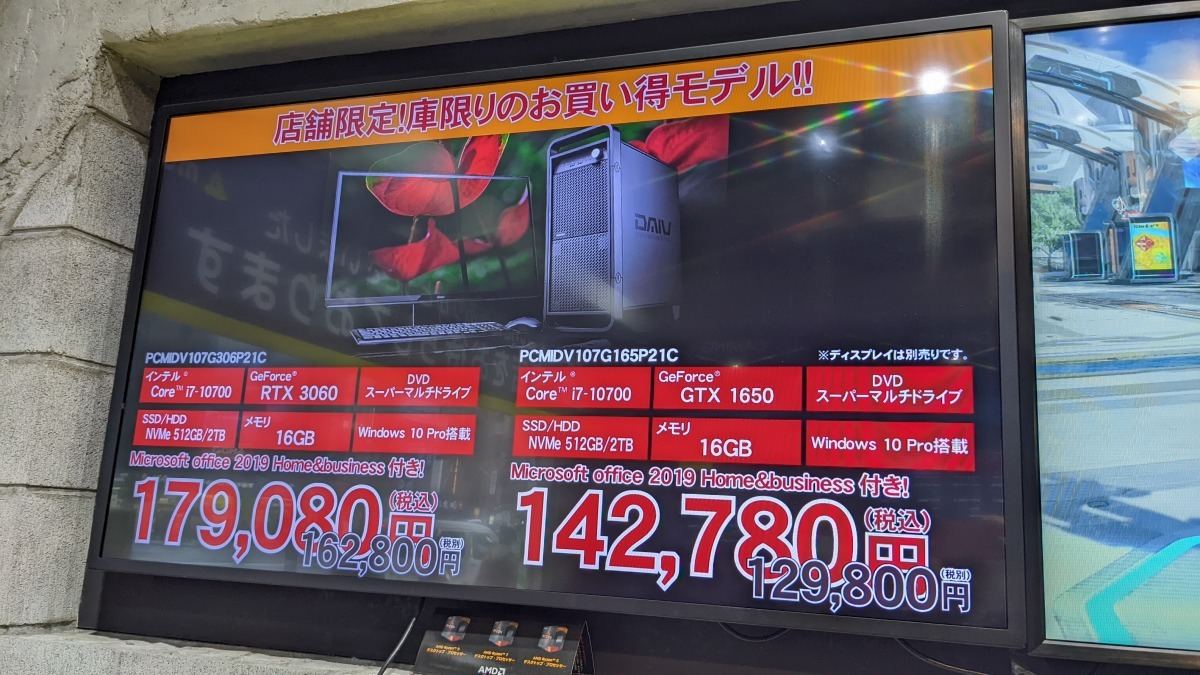 店舗限定!庫限りのお買い得モデル!!
DAIV
PCMIDV107G306P21C
インテル®
Core™ i7-10700
GeForce®
RTX 3060
DVD
スーパーマルチドライブ
SSD/HDD
NVMe 512GB/2TB
メモリ
16GB
Windows 10 Pro搭載
Microsoft office 2019 Home&business 付き!
179,080円(税込)
162,800円(税別)
PCMIDV107G165P21C
※ディスプレイは別売りです。
インテル®
Core™ i7-10700
GeForce®
GTX 1650
DVD
スーパーマルチドライブ
SSD/HDD
NVMe 512GB/2TB
メモリ
16GB
Windows 10 Pro搭載
Microsoft office 2019 Home&business 付き!
142,780円(税込)
129,800円(税別)
AMD